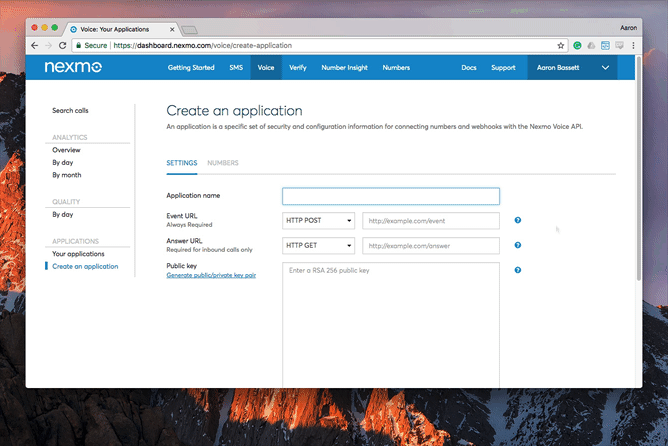 Voice: Your Applications
Aaron
Secure
https://dashboard.nexmo.com/voice/create-application
nexmo
Getting Started
SMS
Voice
Verify
Number Insight
Numbers
Docs
Support
Aaron Bassett
Search calls
ANALYTICS
Overview
By day
By month
QUALITY
By day
APPLICATIONS
Your applications
Create an application
Create an application
An application is a specific set of security and configuration information for connecting numbers and webhooks with the Nexmo Voice API.
SETTINGS
NUMBERS
Application name
Event URL
Always Required
HTTP POST
http://example.com/event
?
Answer URL
Required for inbound calls only
HTTP GET
http://example.com/answer
?
Public key
Generate public/private key pair
Enter a RSA 256 public key
?